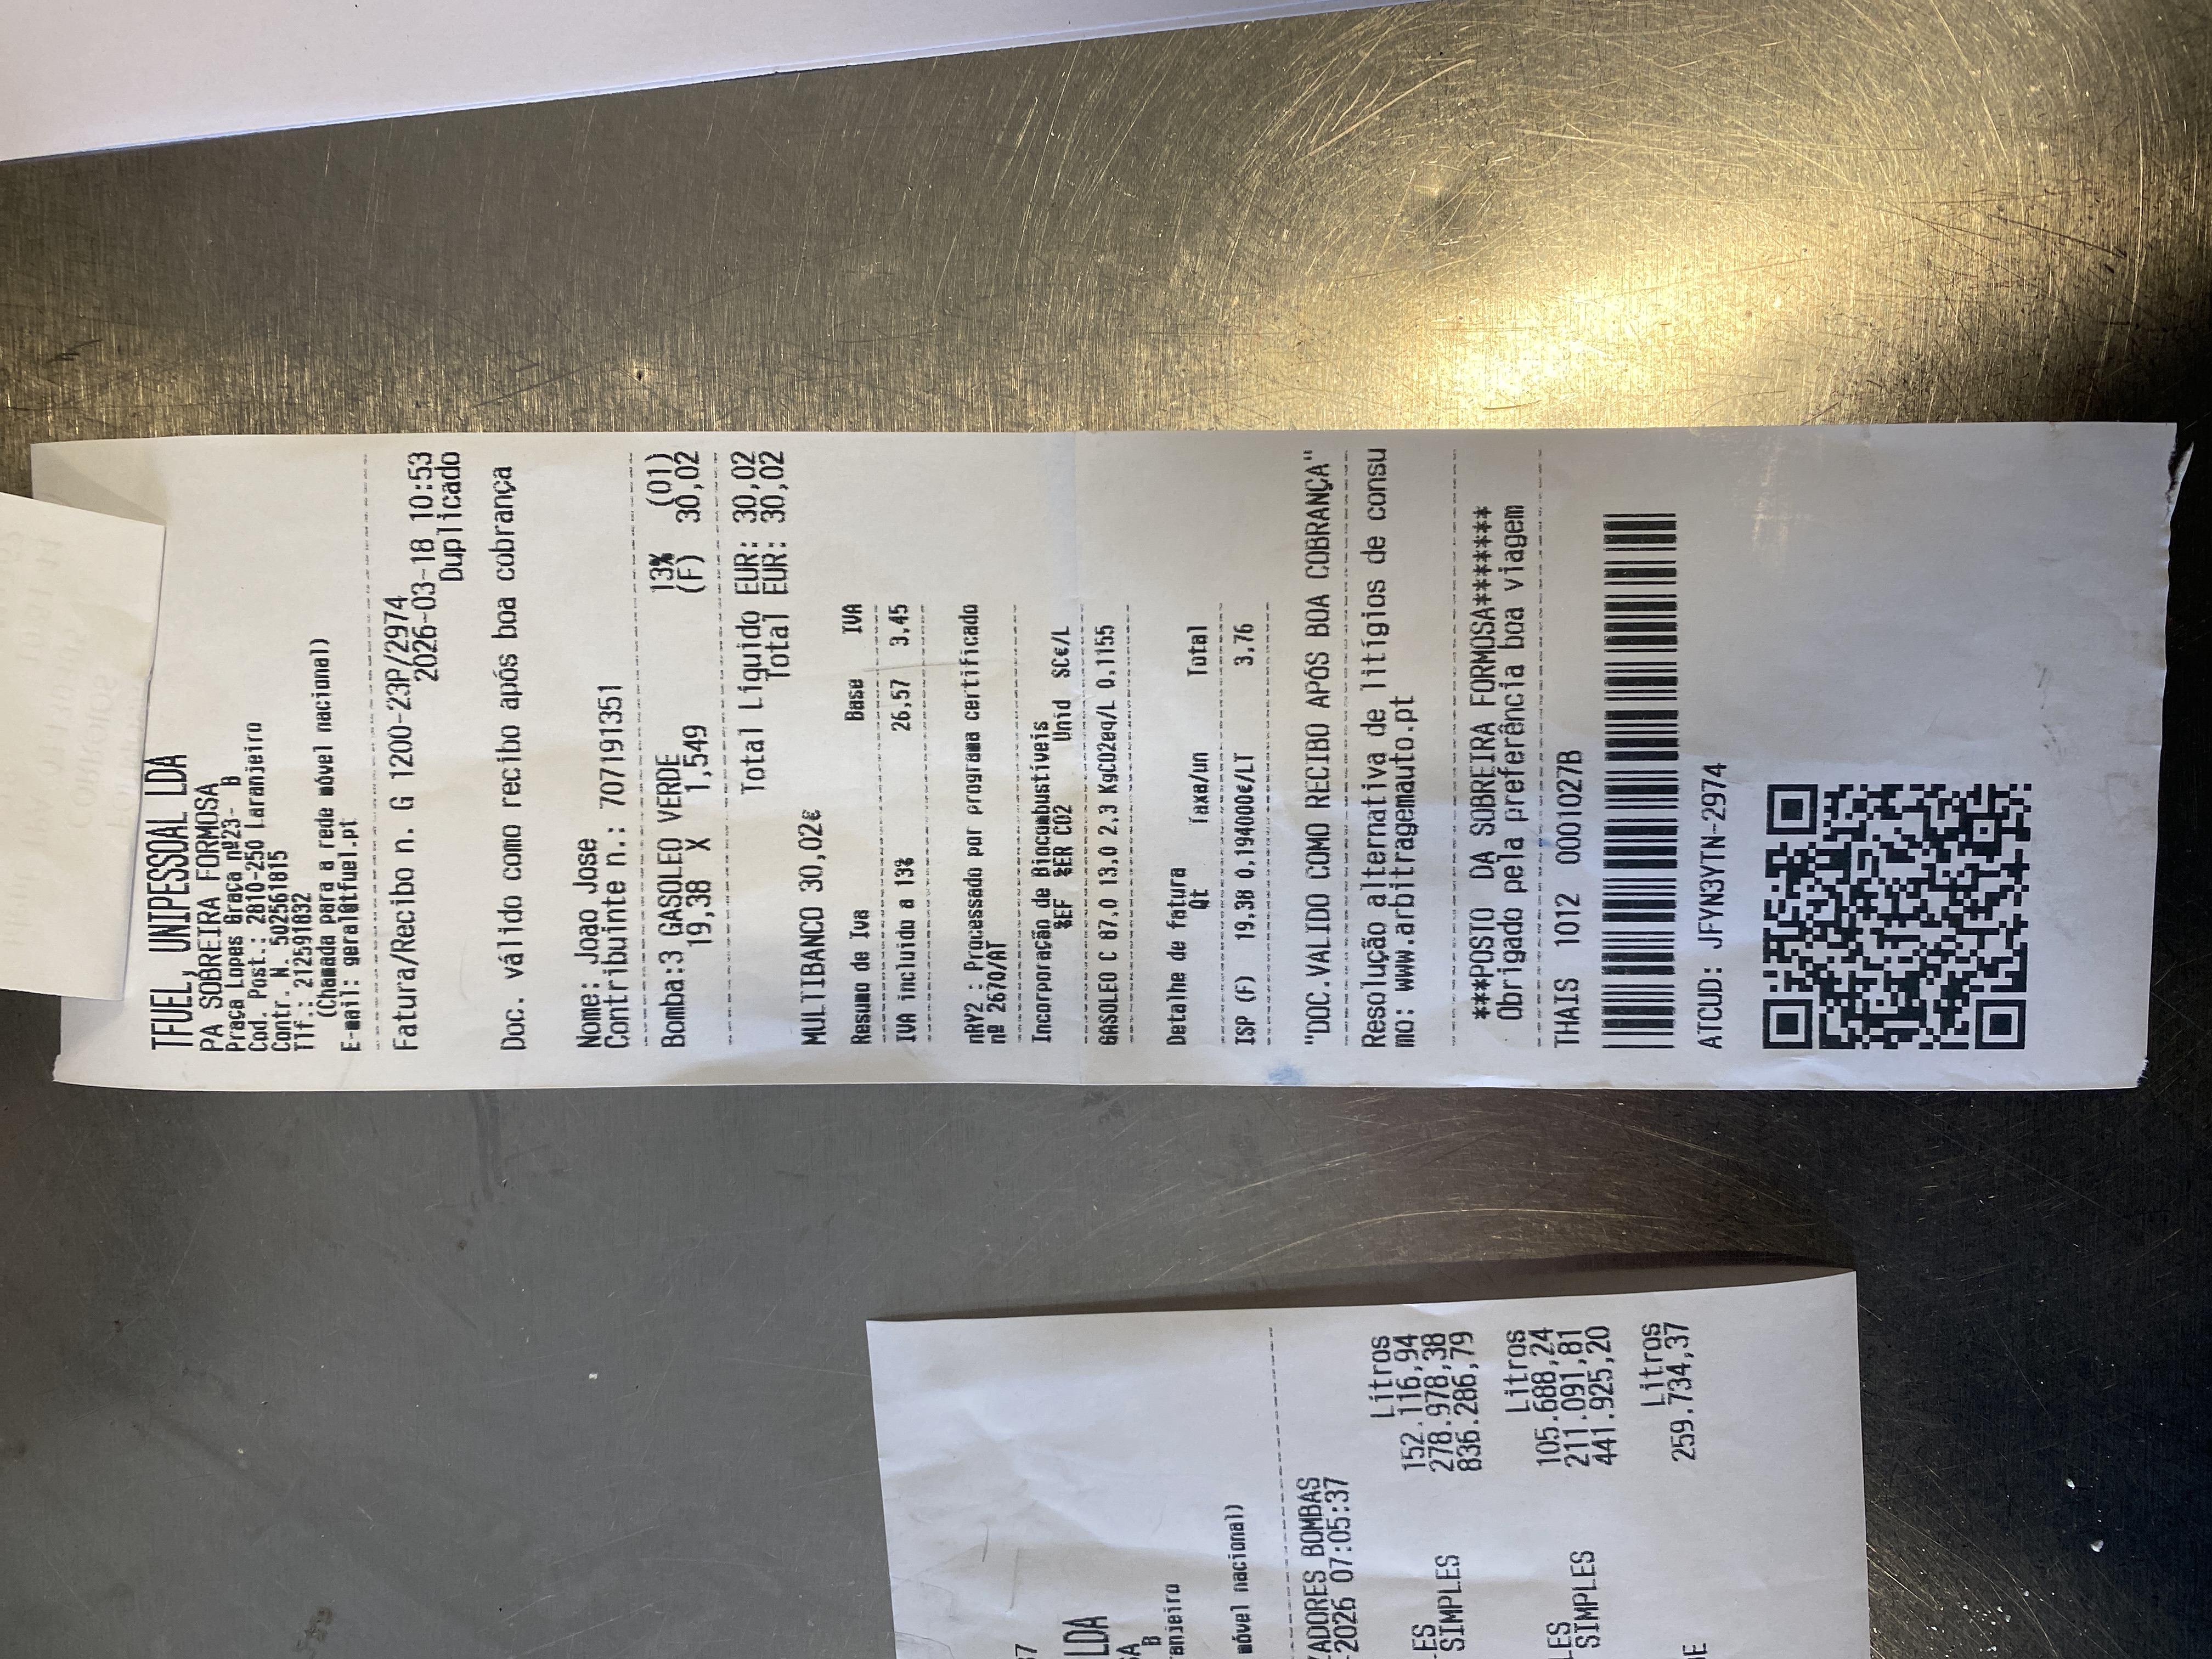 TFUEL, UNIPESSOAL LDA
PA SOBREIRA FORMOSA
Praça Lopes Graça nº23- B
Cod. Post.: 2810-250 Laranjeiro
Contr. N. 502561815
Tlf.: 212591832
(Chamada para a rede móvel nacional)
E-mail: geral@tfuel.pt
Fatura/Recibo n. G 1200-23P/2974
2026-03-18 10:53
Duplicado
Doc. válido como recibo após boa cobrança
Nome: Joao Jose
Contribuinte n.: 707191351
13% (01)
Bomba:3 GASOLEO VERDE (F) 30,02
19,38 X 1,549
Total Líquido EUR: 30,02
Total EUR: 30,02
MULTIBANCO 30,02€
Resumo de Iva Base IVA
IVA incluido a 13% 26,57 3,45
nRY2 : Processado por programa certificado
nº 2670/AT
Incorporação de Biocombustíveis
%EF %ER CO2 Unid SC€/L
GASOLEO C 87,0 13,0 2,3 KgCO2eq/L 0,1155
Detalhe de fatura
Qt Taxa/un Total
ISP (F) 19,38 0,194000€/LT 3,76
"DOC.VALIDO COMO RECIBO APÓS BOA COBRANÇA"
Resolução alternativa de litígios de consu
mo: www.arbitragemauto.pt
***POSTO DA SOBREIRA FORMOSA*******
Obrigado pela preferência boa viagem
THAIS 1012 0001027B
ATCUD: JFYN3YTN-2974
LDA
B
anjeiro
móvel nacional)
ZADORES BOMBAS
-2026 07:05:37
Litros
ES 152.116,94
SIMPLES 278.978,38
836.286,79
Litros
LES 105.688,24
SIMPLES 211.091,81
441.925,20
Litros
259.734,37